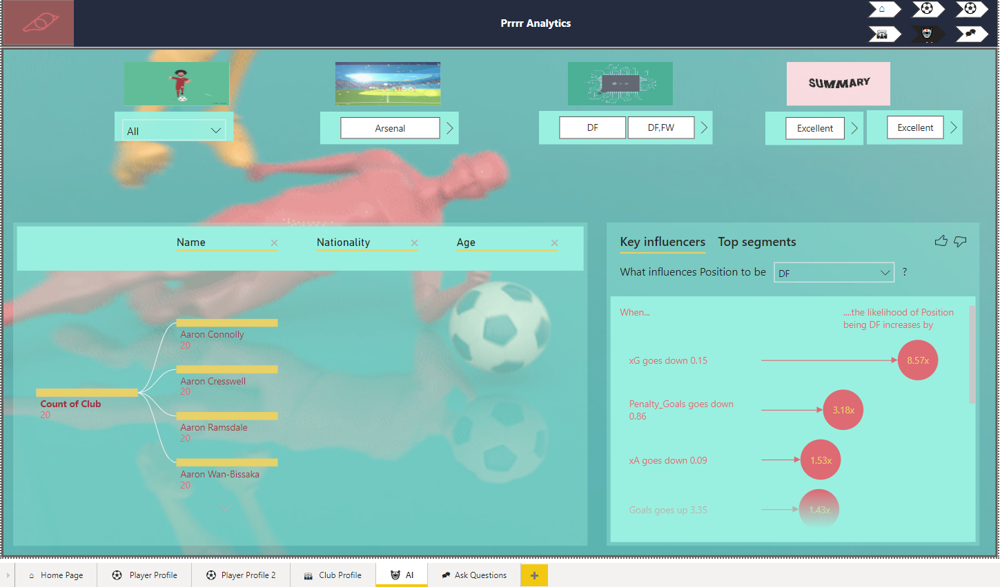 Prrrr Analytics
SUMMARY
All
Arsenal
DF
DF,FW
Excellent
Excellent
Name
Nationality
Age
Aaron Connolly
20
Aaron Cresswell
20
Count of Club
20
Aaron Ramsdale
20
Aaron Wan-Bissaka
20
Key influencers
Top segments
What influences Position to be
DF
?
When...
....the likelihood of Position
being DF increases by
xG goes down 0.15
8.57x
Penalty_Goals goes down
0.86
3.18x
xA goes down 0.09
1.53x
Goals goes up 3.35
1.43x
Home Page
Player Profile
Player Profile 2
Club Profile
AI
Ask Questions